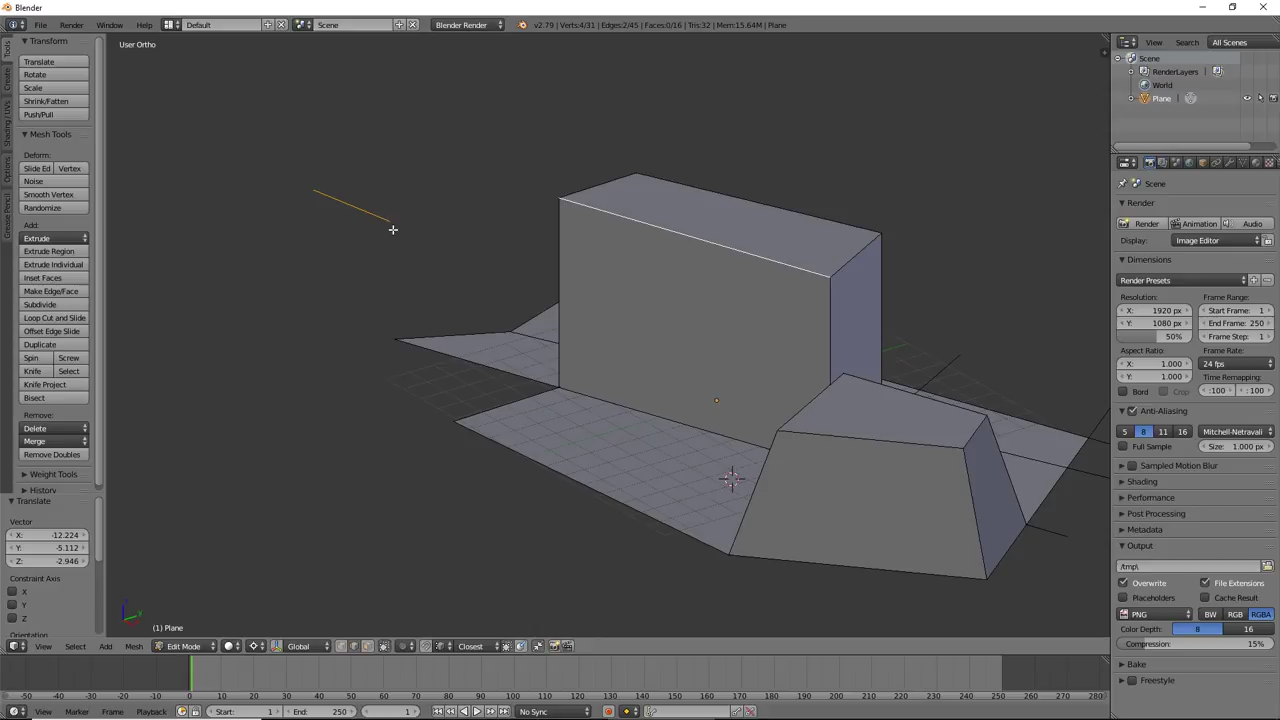 Blender
File Render Window Help Default Scene Blender Render v2.79 | Verts:4/31 | Edges:2/45 | Faces:0/16 | Tris:32 | Mem:15.64M | Plane
User Ortho
Tools
Create
Shading / UVs
Options
Grease Pencil
Transform
Translate
Rotate
Scale
Shrink/Fatten
Push/Pull
Mesh Tools
Deform:
Slide Ed Vertex
Noise
Smooth Vertex
Randomize
Add:
Extrude
Extrude Region
Extrude Individual
Inset Faces
Make Edge/Face
Subdivide
Loop Cut and Slide
Offset Edge Slide
Duplicate
Spin Screw
Knife Select
Knife Project
Bisect
Remove:
Delete
Merge
Remove Doubles
Weight Tools
History
Translate
Vector
X: -12.224
Y: -5.112
Z: -2.946
Constraint Axis
X
Y
Z
Orientation
(1) Plane
View Select Add Mesh Edit Mode Global Closest
-50 -40 -30 -20 -10 0 10 20 30 40 50 60 70 80 90 100 110 120 130 140 150 160 170 180 190 200 210 220 230 240 250 260 270 280
View Marker Frame Playback Start: 1 End: 250 1 No Sync
View Search All Scenes
Scene
RenderLayers
World
Plane
Scene
Render
Render Animation Audio
Display: Image Editor
Dimensions
Render Presets
Resolution: Frame Range:
X: 1920 px Start Frame: 1
Y: 1080 px End Frame: 250
50% Frame Step: 1
Aspect Ratio: Frame Rate:
X: 1.000 24 fps
Y: 1.000 Time Remapping:
Bord Crop :100 : 100
Anti-Aliasing
5 8 11 16 Mitchell-Netravali
Full Sample Size: 1.000 px
Sampled Motion Blur
Shading
Performance
Post Processing
Metadata
Output
/tmp\
Overwrite File Extensions
Placeholders Cache Result
PNG BW RGB RGBA
Color Depth: 8 16
Compression: 15%
Bake
Freestyle